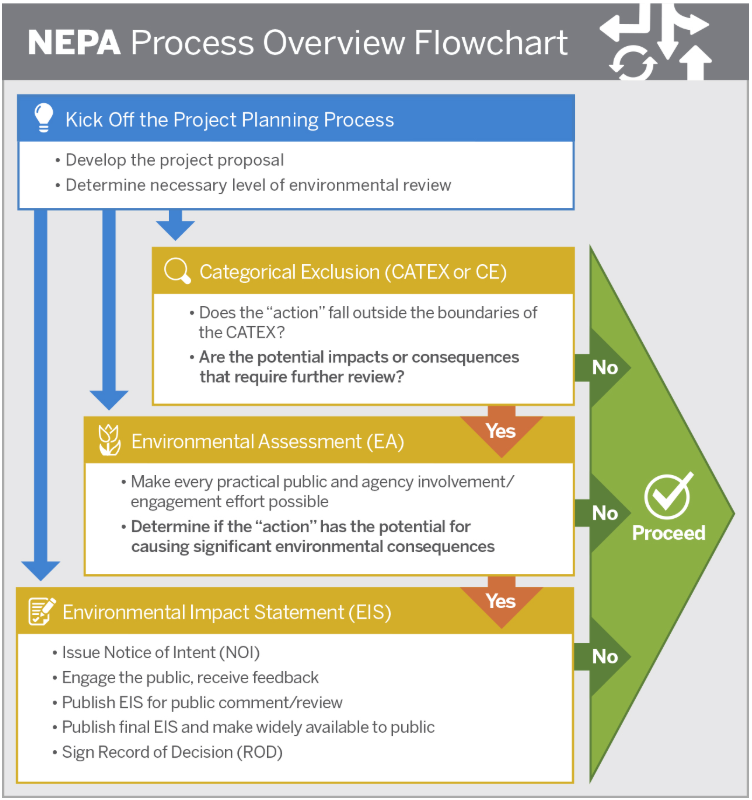 NEPA Process Overview Flowchart
Kick Off the Project Planning Process
• Develop the project proposal
• Determine necessary level of environmental review
Categorical Exclusion (CATEX or CE)
• Does the “action” fall outside the boundaries of
the CATEX?
• Are the potential impacts or consequences
that require further review?
No
Yes
Environmental Assessment (EA)
• Make every practical public and agency involvement/
engagement effort possible
• Determine if the “action” has the potential for
causing significant environmental consequences
No
Proceed
Yes
Environmental Impact Statement (EIS)
• Issue Notice of Intent (NOI)
• Engage the public, receive feedback
• Publish EIS for public comment/review
• Publish final EIS and make widely available to public
• Sign Record of Decision (ROD)
No